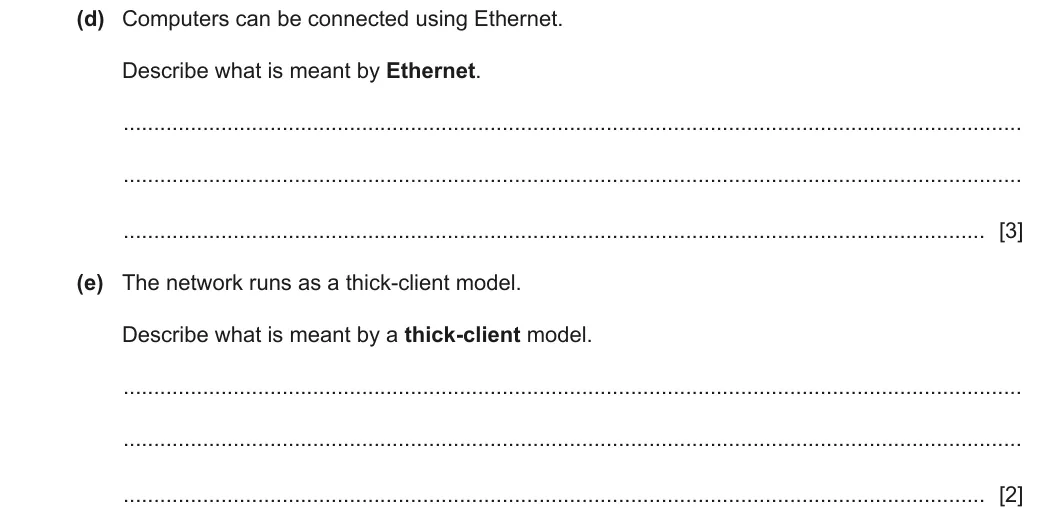 (d) Computers can be connected using Ethernet.
Describe what is meant by Ethernet.
..........................................................................................................................................................
..........................................................................................................................................................
.................................................................................................................................................... [3]
(e) The network runs as a thick-client model.
Describe what is meant by a thick-client model.
..........................................................................................................................................................
..........................................................................................................................................................
.................................................................................................................................................... [2]